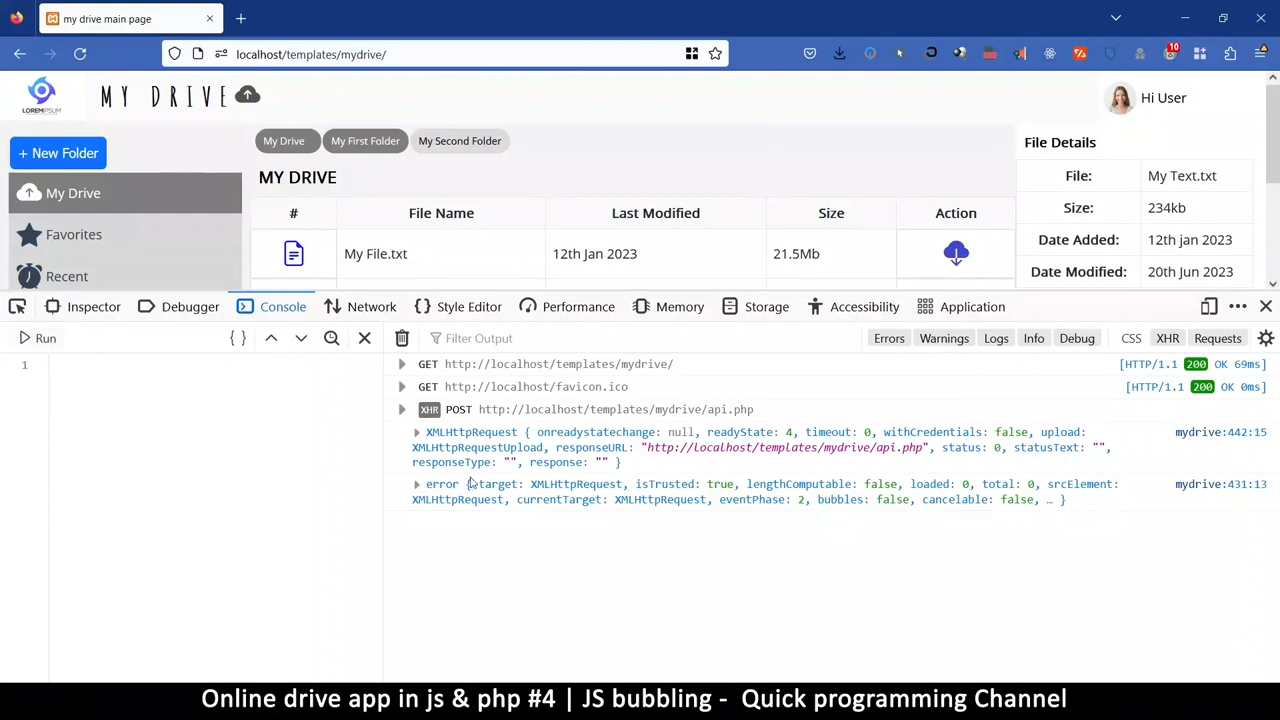 my drive main page
localhost/templates/mydrive/
10
LOREMIPSUM
MY DRIVE
Hi User
+ New Folder
My Drive
Favorites
Recent
My Drive
My First Folder
My Second Folder
MY DRIVE
# File Name Last Modified Size Action
My File.txt 12th Jan 2023 21.5Mb
File Details
File: My Text.txt
Size: 234kb
Date Added: 12th jan 2023
Date Modified: 20th Jun 2023
Inspector Debugger Console Network Style Editor Performance Memory Storage Accessibility Application
Run
Filter Output
Errors Warnings Logs Info Debug CSS XHR Requests
1
GET http://localhost/templates/mydrive/ [HTTP/1.1 200 OK 69ms]
GET http://localhost/favicon.ico [HTTP/1.1 200 OK 0ms]
XHR POST http://localhost/templates/mydrive/api.php
XMLHttpRequest { onreadystatechange: null, readyState: 4, timeout: 0, withCredentials: false, upload: mydrive:442:15
XMLHttpRequestUpload, responseURL: "http://localhost/templates/mydrive/api.php", status: 0, statusText: "",
responseType: "", response: "" }
error { target: XMLHttpRequest, isTrusted: true, lengthComputable: false, loaded: 0, total: 0, srcElement: mydrive:431:13
XMLHttpRequest, currentTarget: XMLHttpRequest, eventPhase: 2, bubbles: false, cancelable: false, … }
Online drive app in js & php #4 | JS bubbling - Quick programming Channel